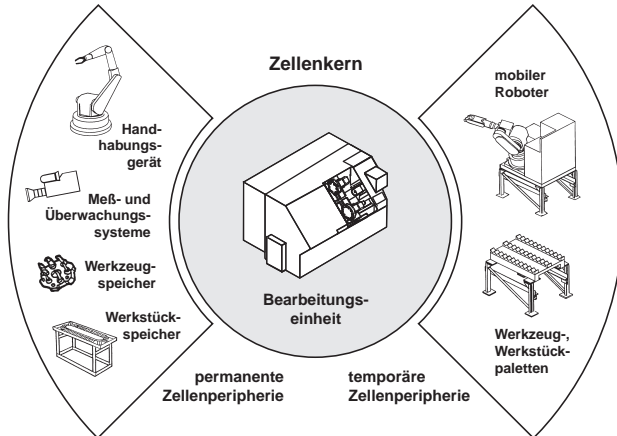 Zellenkern
Hand-
habungs-
gerät
Meß- und
Überwachungs-
systeme
Werkzeug-
speicher
Werkstück-
speicher
Bearbeitungs-
einheit
mobiler
Roboter
Werkzeug-,
Werkstück-
paletten
permanente
Zellenperipherie
temporäre
Zellenperipherie